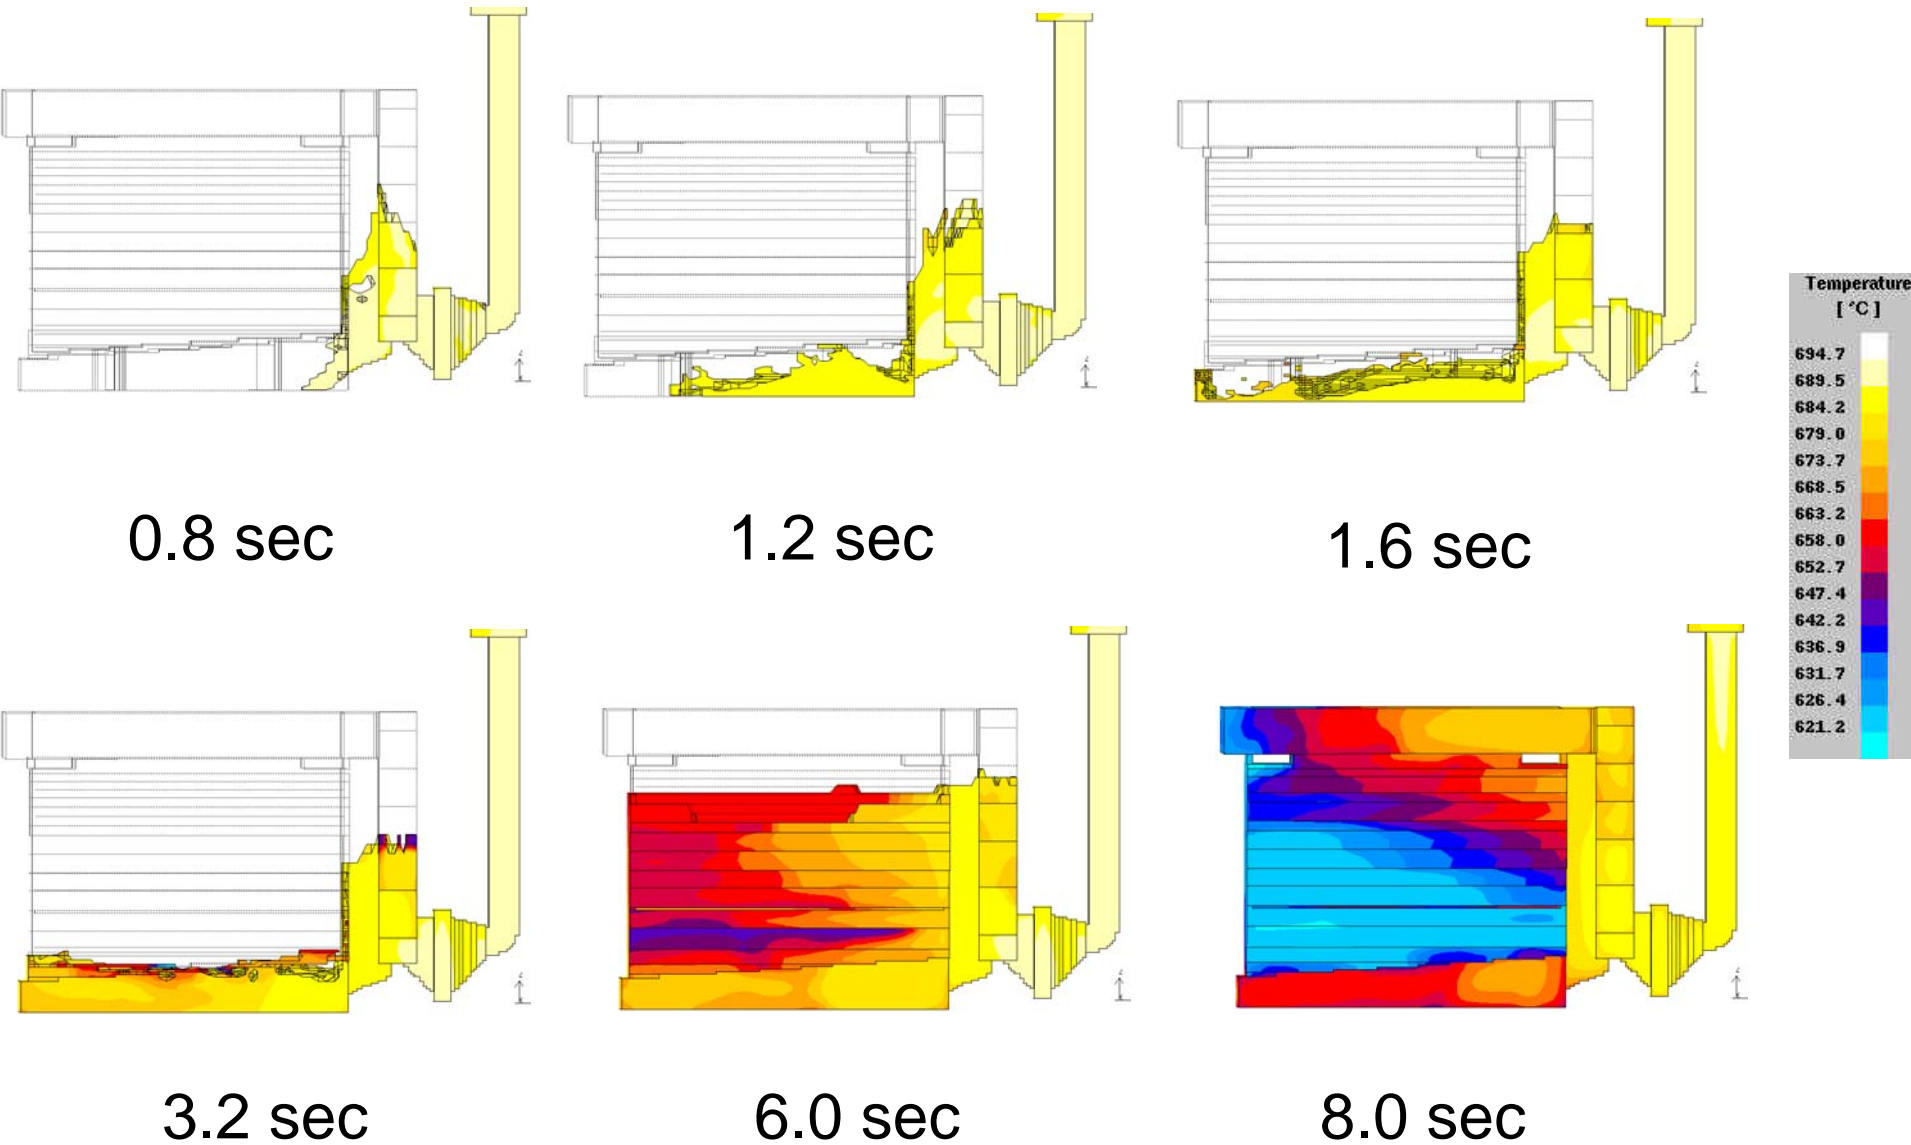 0.8 sec
1.2 sec
1.6 sec
Temperature
[ °C ]
694.7
689.5
684.2
679.0
673.7
668.5
663.2
658.0
652.7
647.4
642.2
636.9
631.7
626.4
621.2
3.2 sec
6.0 sec
8.0 sec